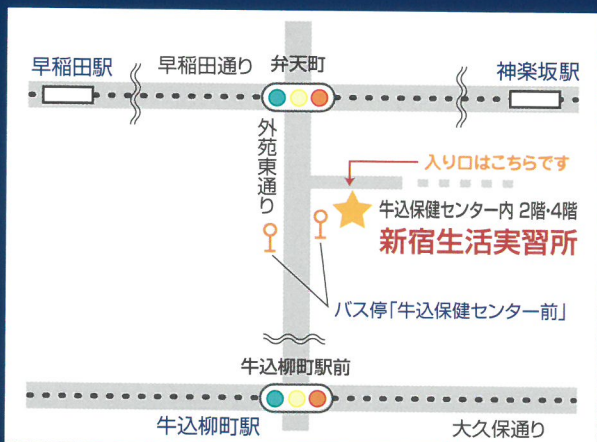 早稲田駅
早稲田通り
弁天町
神楽坂駅
外苑東通り
入り口はこちらです
牛込保健センター内 2階・4階
新宿生活実習所
バス停「牛込保健センター前」
牛込柳町駅前
牛込柳町駅
大久保通り